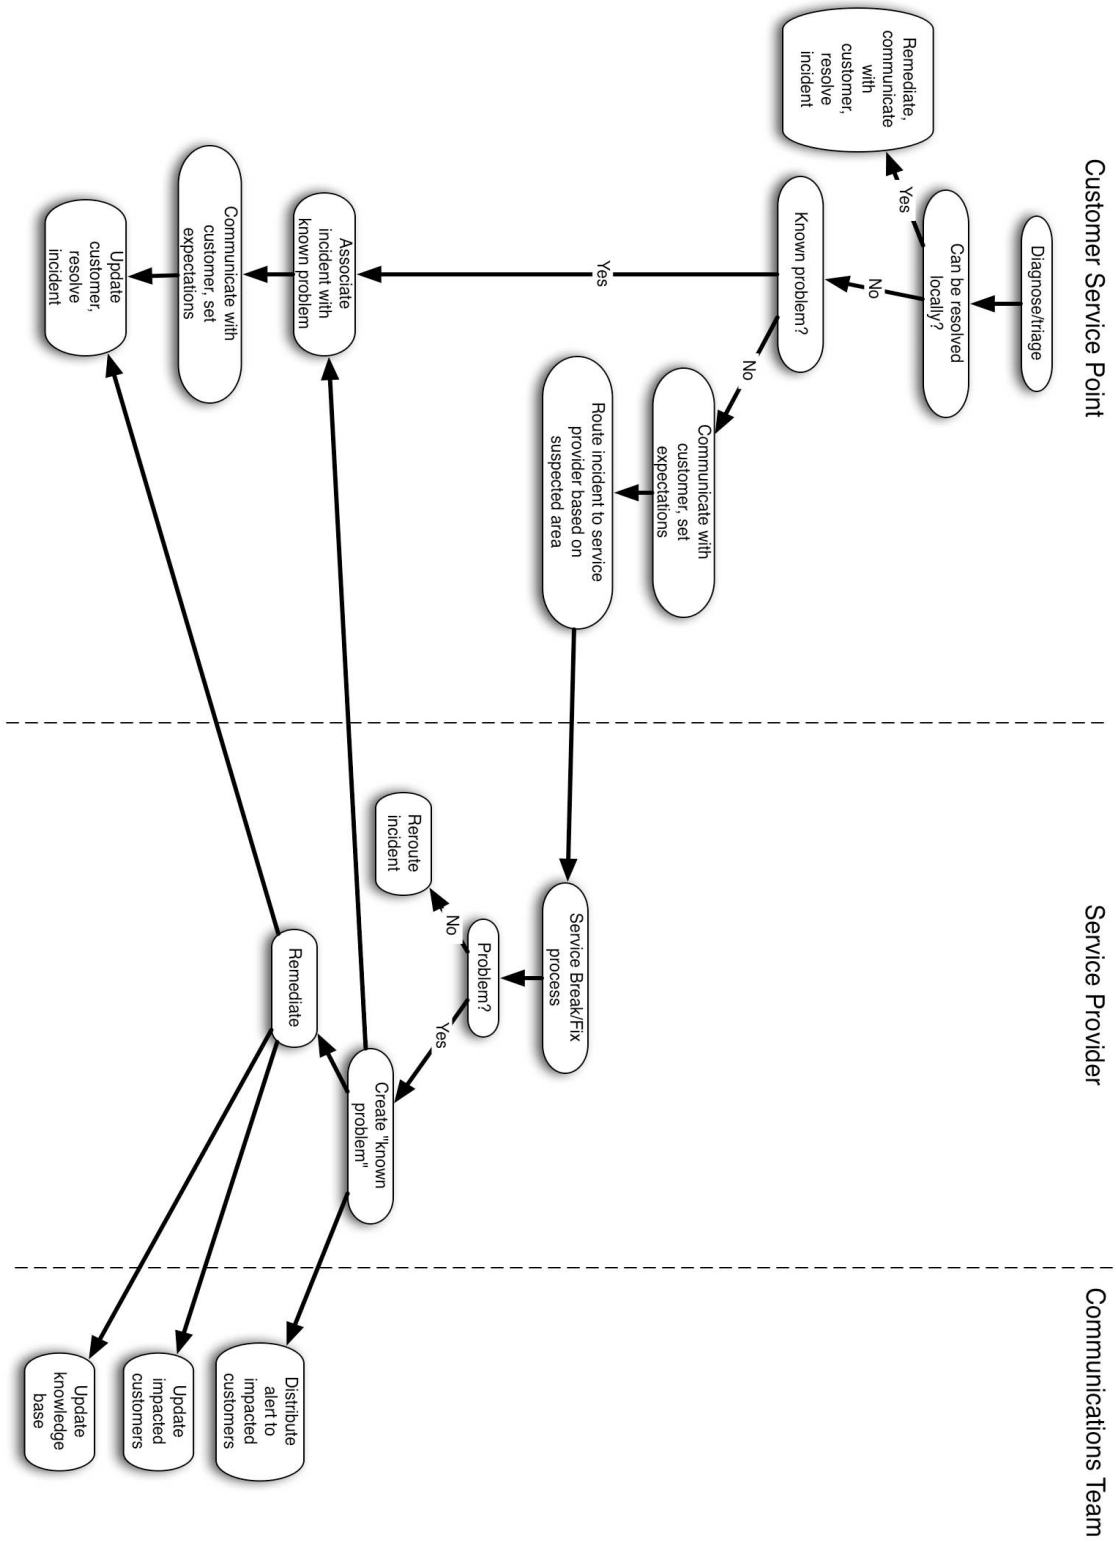 Customer Service Point
Service Provider
Communications Team
Diagnose/triage
Can be resolved
locally?
Yes
No
Remediate,
communicate
with
customer,
resolve
incident
Known problem?
Yes
No
Communicate with
customer, set
expectations
Route incident to service
provider based on
suspected area
Service Break/Fix
process
Problem?
No
Yes
Reroute
incident
Create "known
problem"
Associate
incident with
known problem
Remediate
Communicate with
customer, set
expectations
Update
customer,
resolve
incident
Distribute
alert to
impacted
customers
Update
impacted
customers
Update
knowledge
base